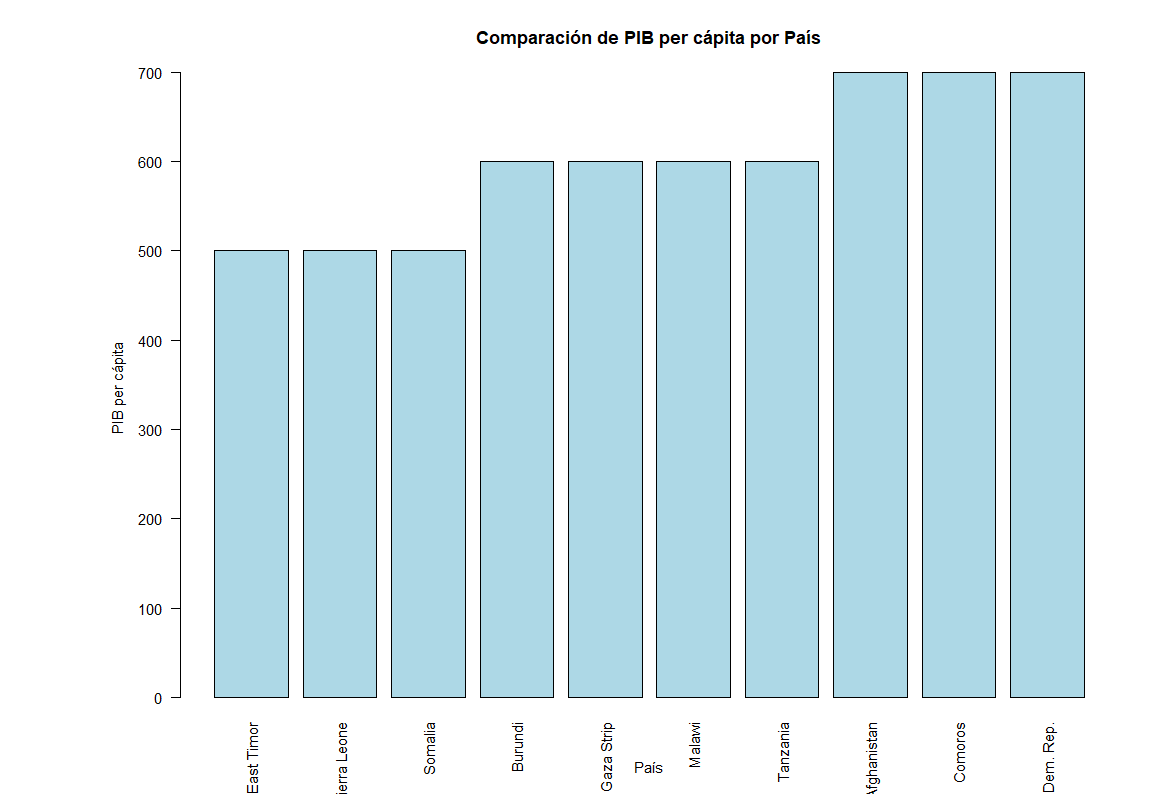 Comparación de PIB per cápita por País
PIB per cápita
700
600
500
400
300
200
100
0
East Timor
ierra Leone
Somalia
Burundi
Gaza Strip
Malawi
Tanzania
Afghanistan
Comoros
Dem. Rep.
País